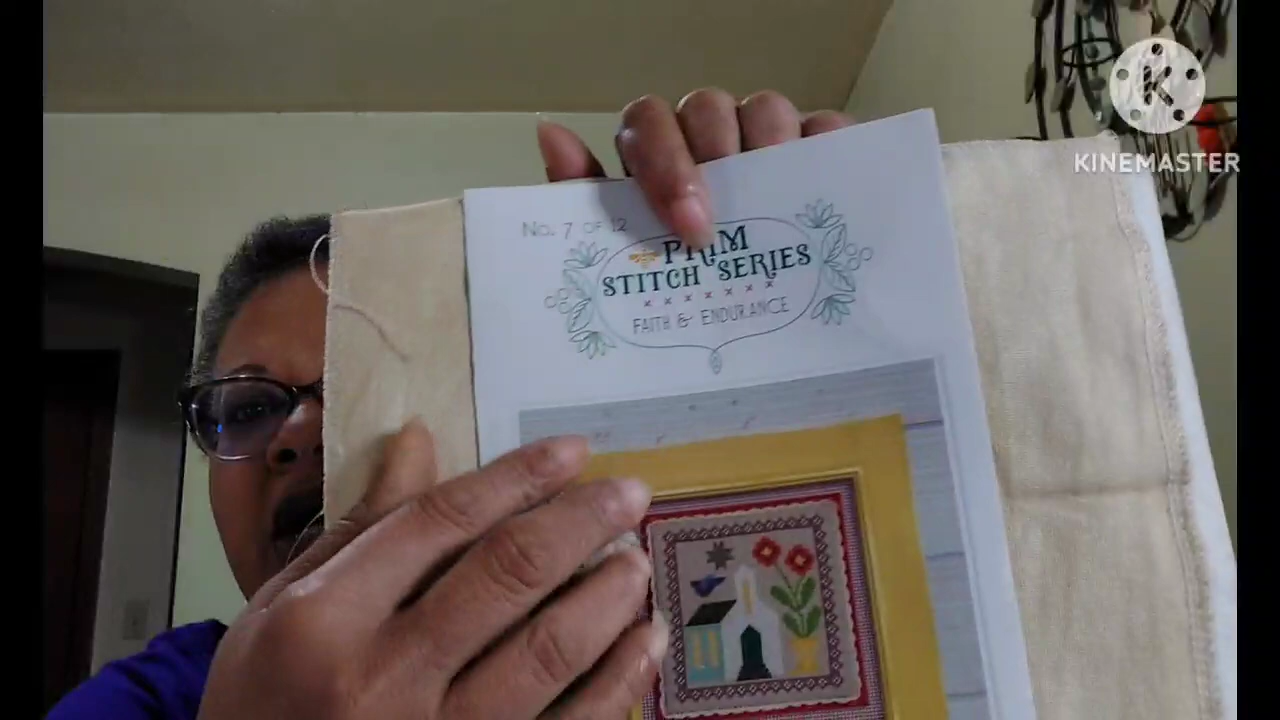 No. 7 OF 12
PRIM
STITCH SERIES
FAITH & ENDURANCE
K
KINEMASTER